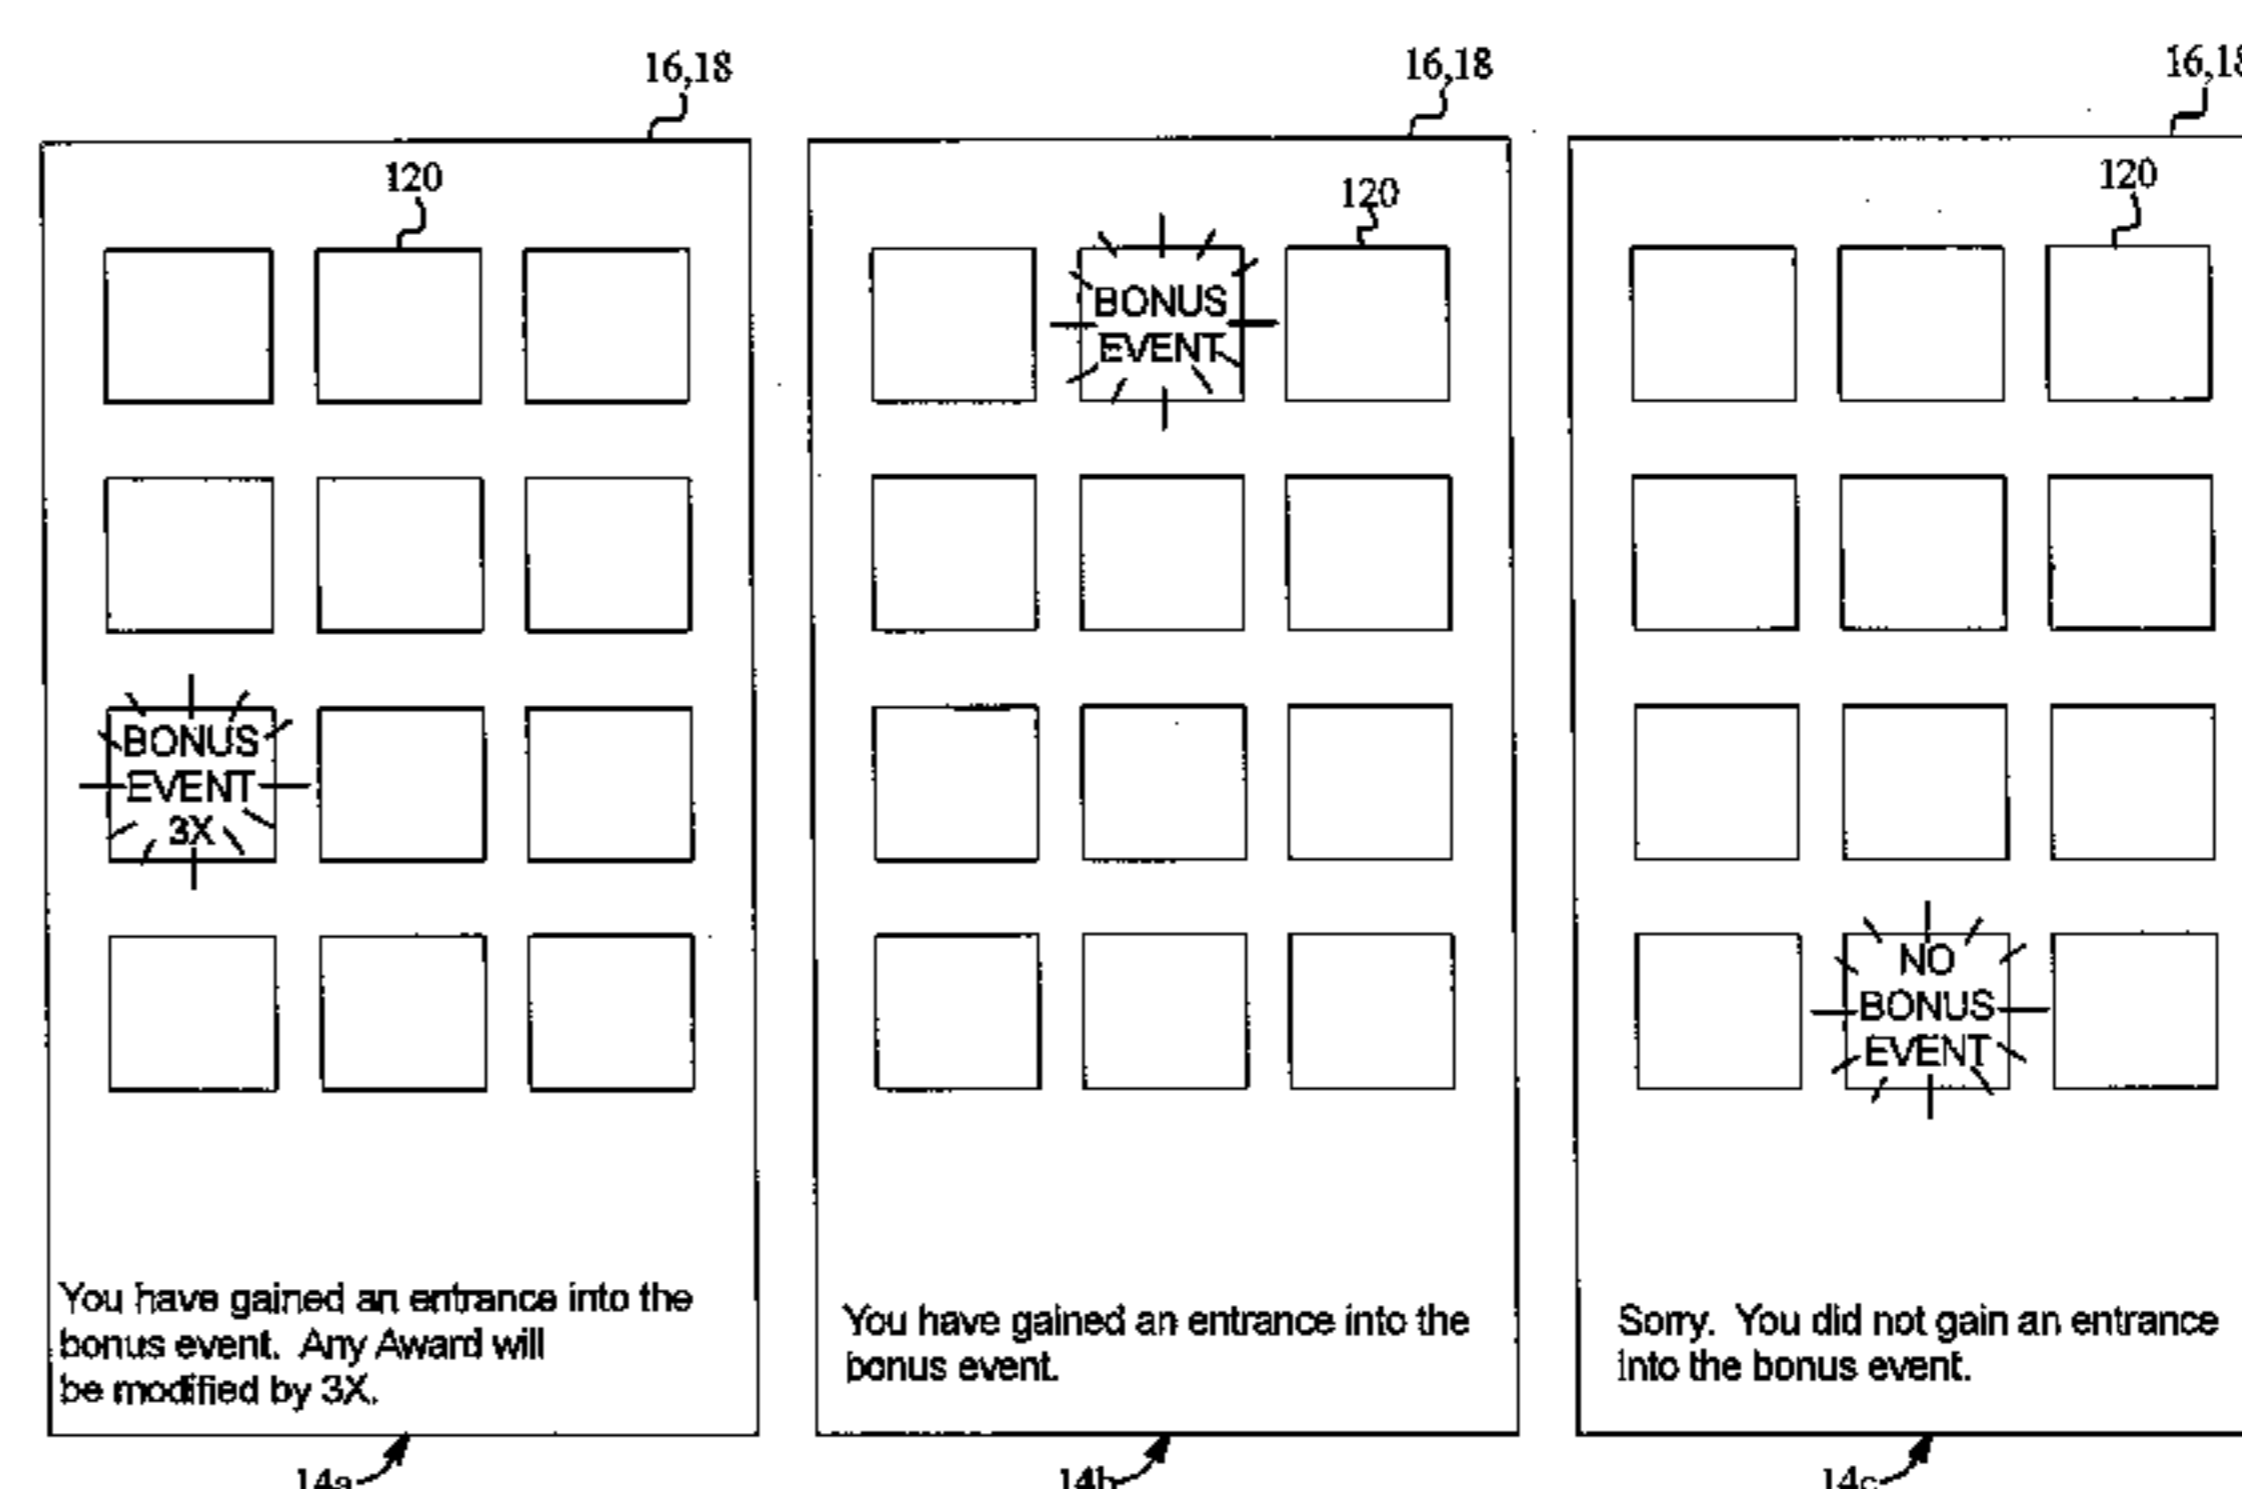 16,18
120
BONUS
EVENT
3X
You have gained an entrance into the
bonus event. Any Award will
be modified by 3X.
14a
16,18
120
BONUS
EVENT
You have gained an entrance into the
bonus event.
14b
16,18
120
NO
BONUS
EVENT
Sorry. You did not gain an entrance
into the bonus event.
14c